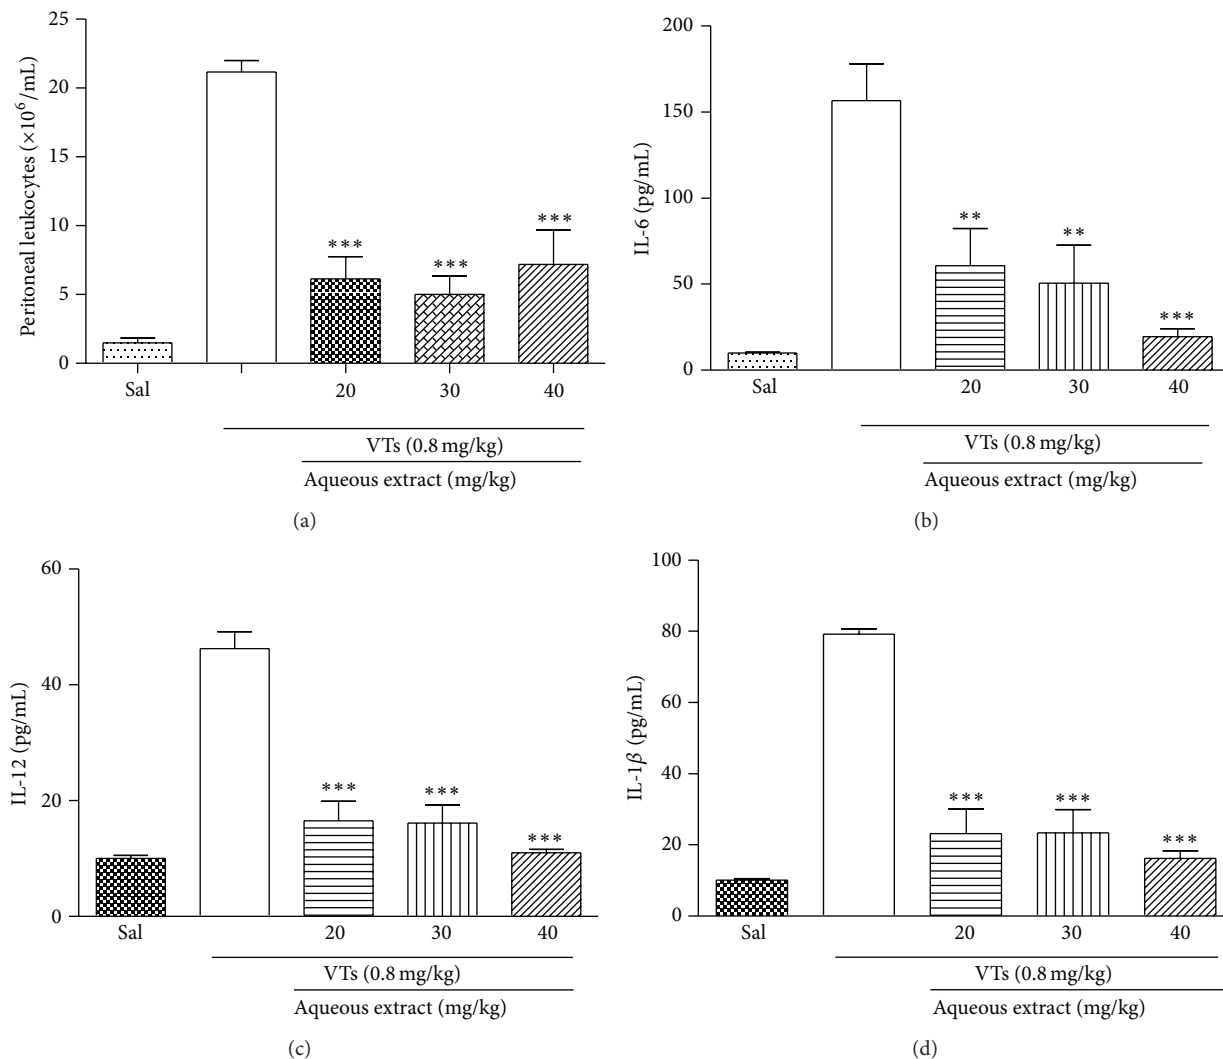 25
20
15
10
5
0
Peritoneal leukocytes (×10⁶/mL)
***
***
***
Sal
20
30
40
VTs (0.8 mg/kg)
Aqueous extract (mg/kg)
(a)
200
150
100
50
0
IL-6 (pg/mL)
**
**
***
Sal
20
30
40
VTs (0.8 mg/kg)
Aqueous extract (mg/kg)
(b)
60
40
20
0
IL-12 (pg/mL)
***
***
***
Sal
20
30
40
VTs (0.8 mg/kg)
Aqueous extract (mg/kg)
(c)
100
80
60
40
20
0
IL-1β (pg/mL)
***
***
***
Sal
20
30
40
VTs (0.8 mg/kg)
Aqueous extract (mg/kg)
(d)